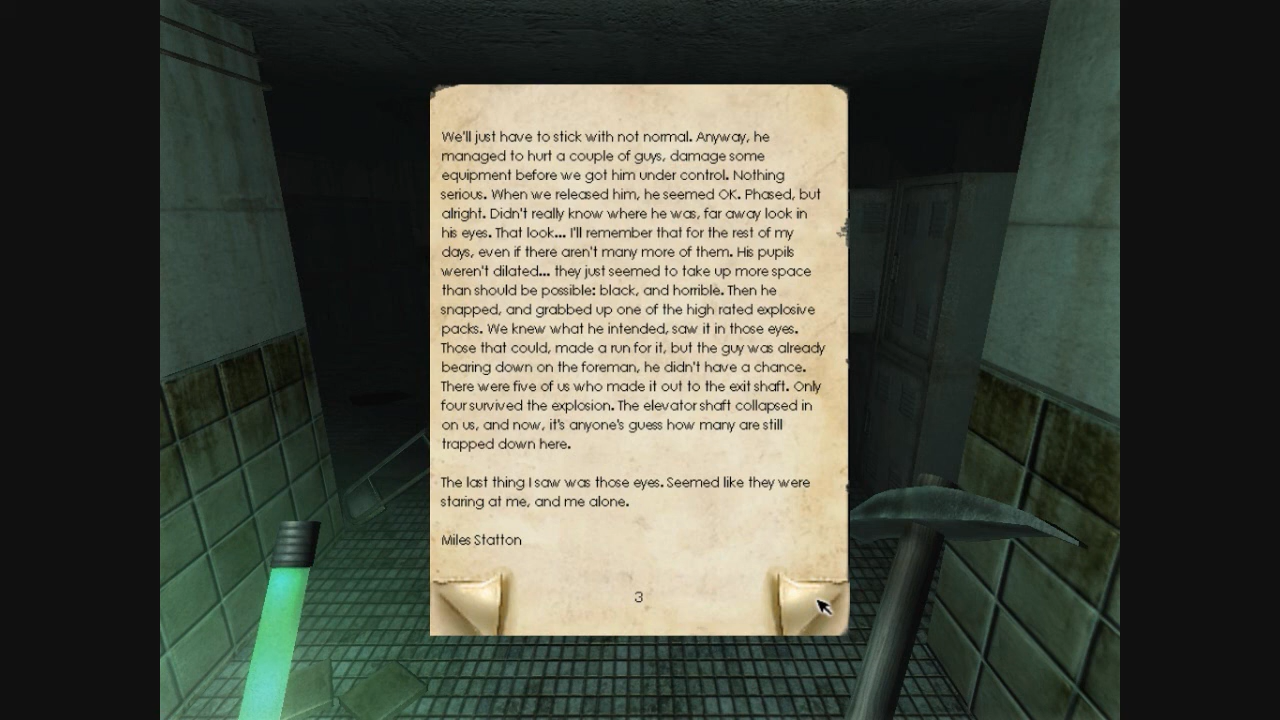 We'll just have to stick with not normal. Anyway, he
managed to hurt a couple of guys, damage some
equipment before we got him under control. Nothing
serious. When we released him, he seemed OK. Phased, but
alright. Didn't really know where he was, far away look in
his eyes. That look... I'll remember that for the rest of my
days, even if there aren't many more of them. His pupils
weren't dilated... they just seemed to take up more space
than should be possible: black, and horrible. Then he
snapped, and grabbed up one of the high rated explosive
packs. We knew what he intended, saw it in those eyes.
Those that could, made a run for it, but the guy was already
bearing down on the foreman, he didn't have a chance.
There were five of us who made it out to the exit shaft. Only
four survived the explosion. The elevator shaft collapsed in
on us, and now, it's anyone's guess how many are still
trapped down here.
The last thing I saw was those eyes. Seemed like they were
staring at me, and me alone.
Miles Statton
3